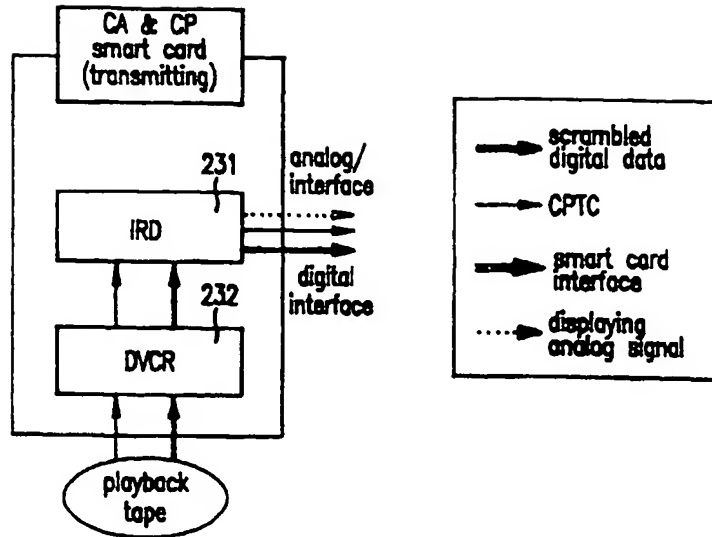 CA & CP
smart card
(transmitting)
231
analog/
interface
IRD
digital
interface
232
DVCR
playback
tape
scrambled
digital data
CPTC
smart card
interface
displaying
analog signal